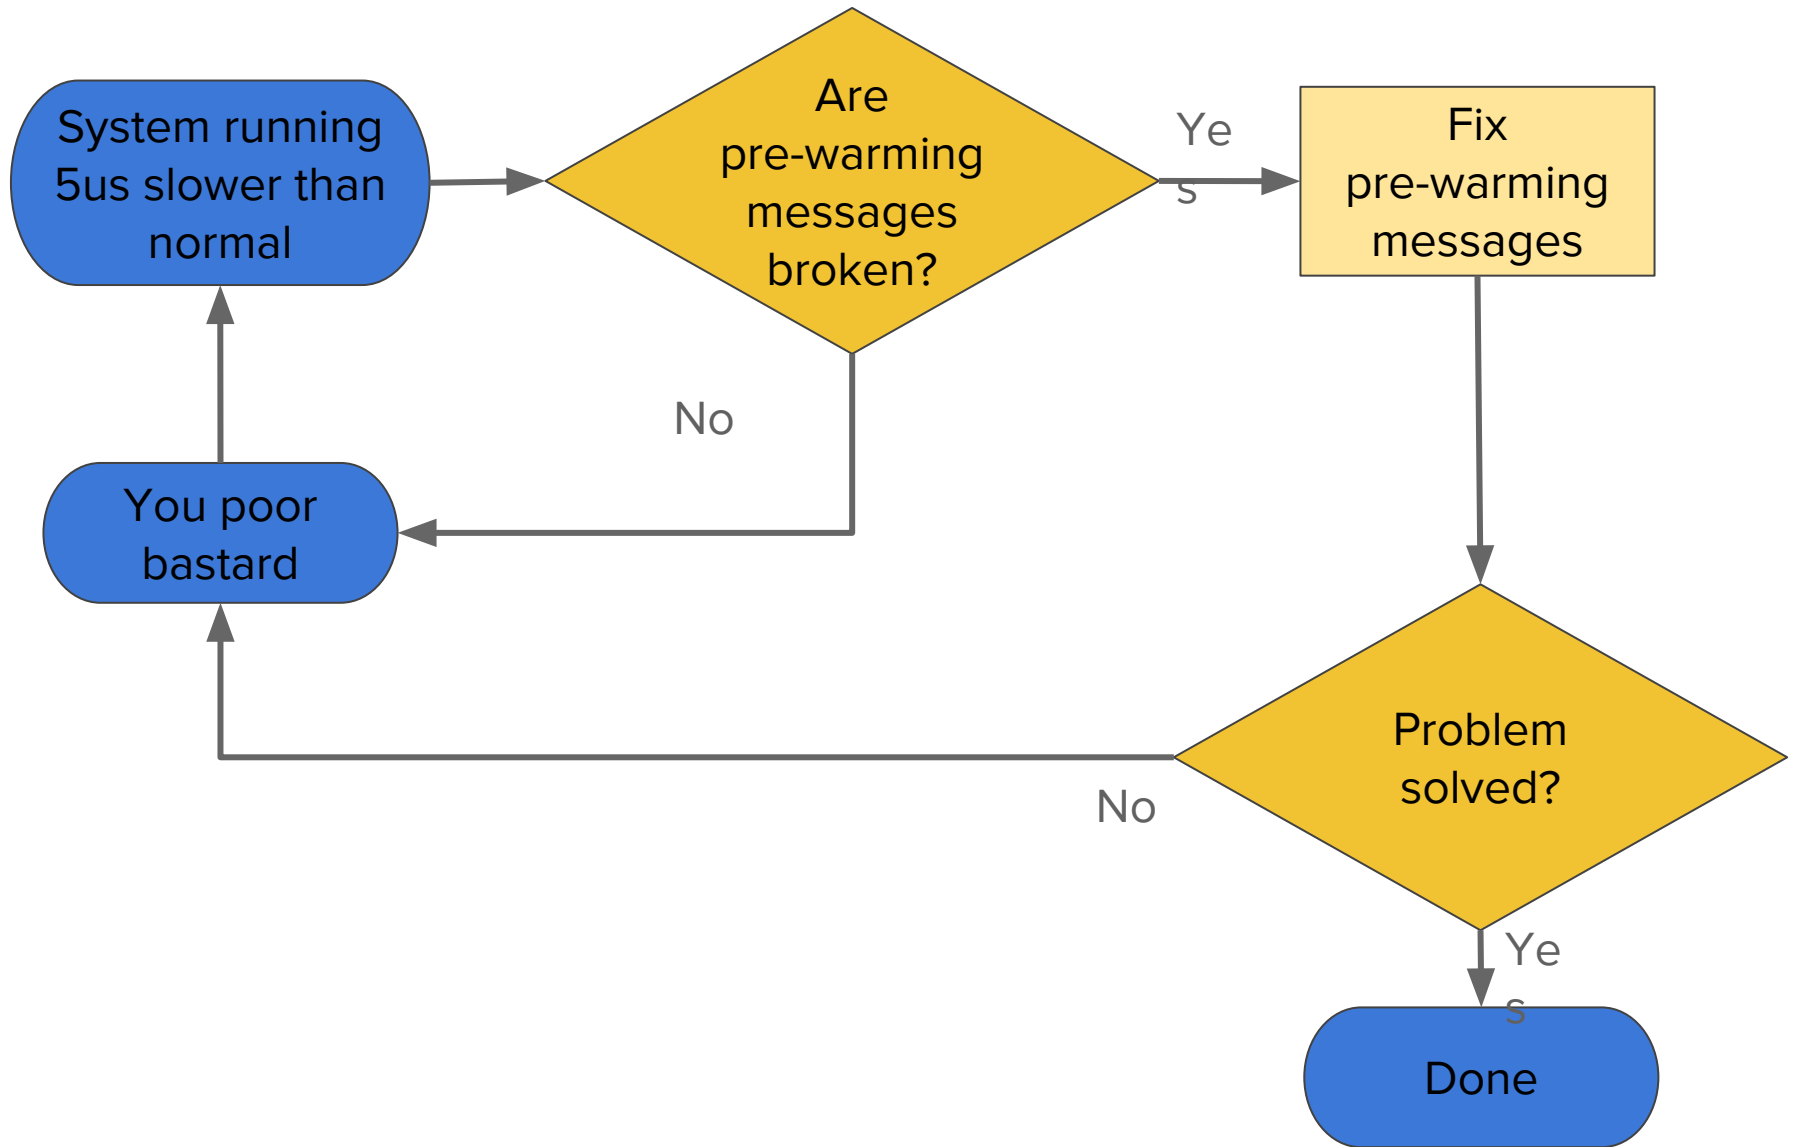 System running
5us slower than
normal
Are
pre-warming
messages
broken?
Ye
s
Fix
pre-warming
messages
No
You poor
bastard
Problem
solved?
No
Ye
s
Done